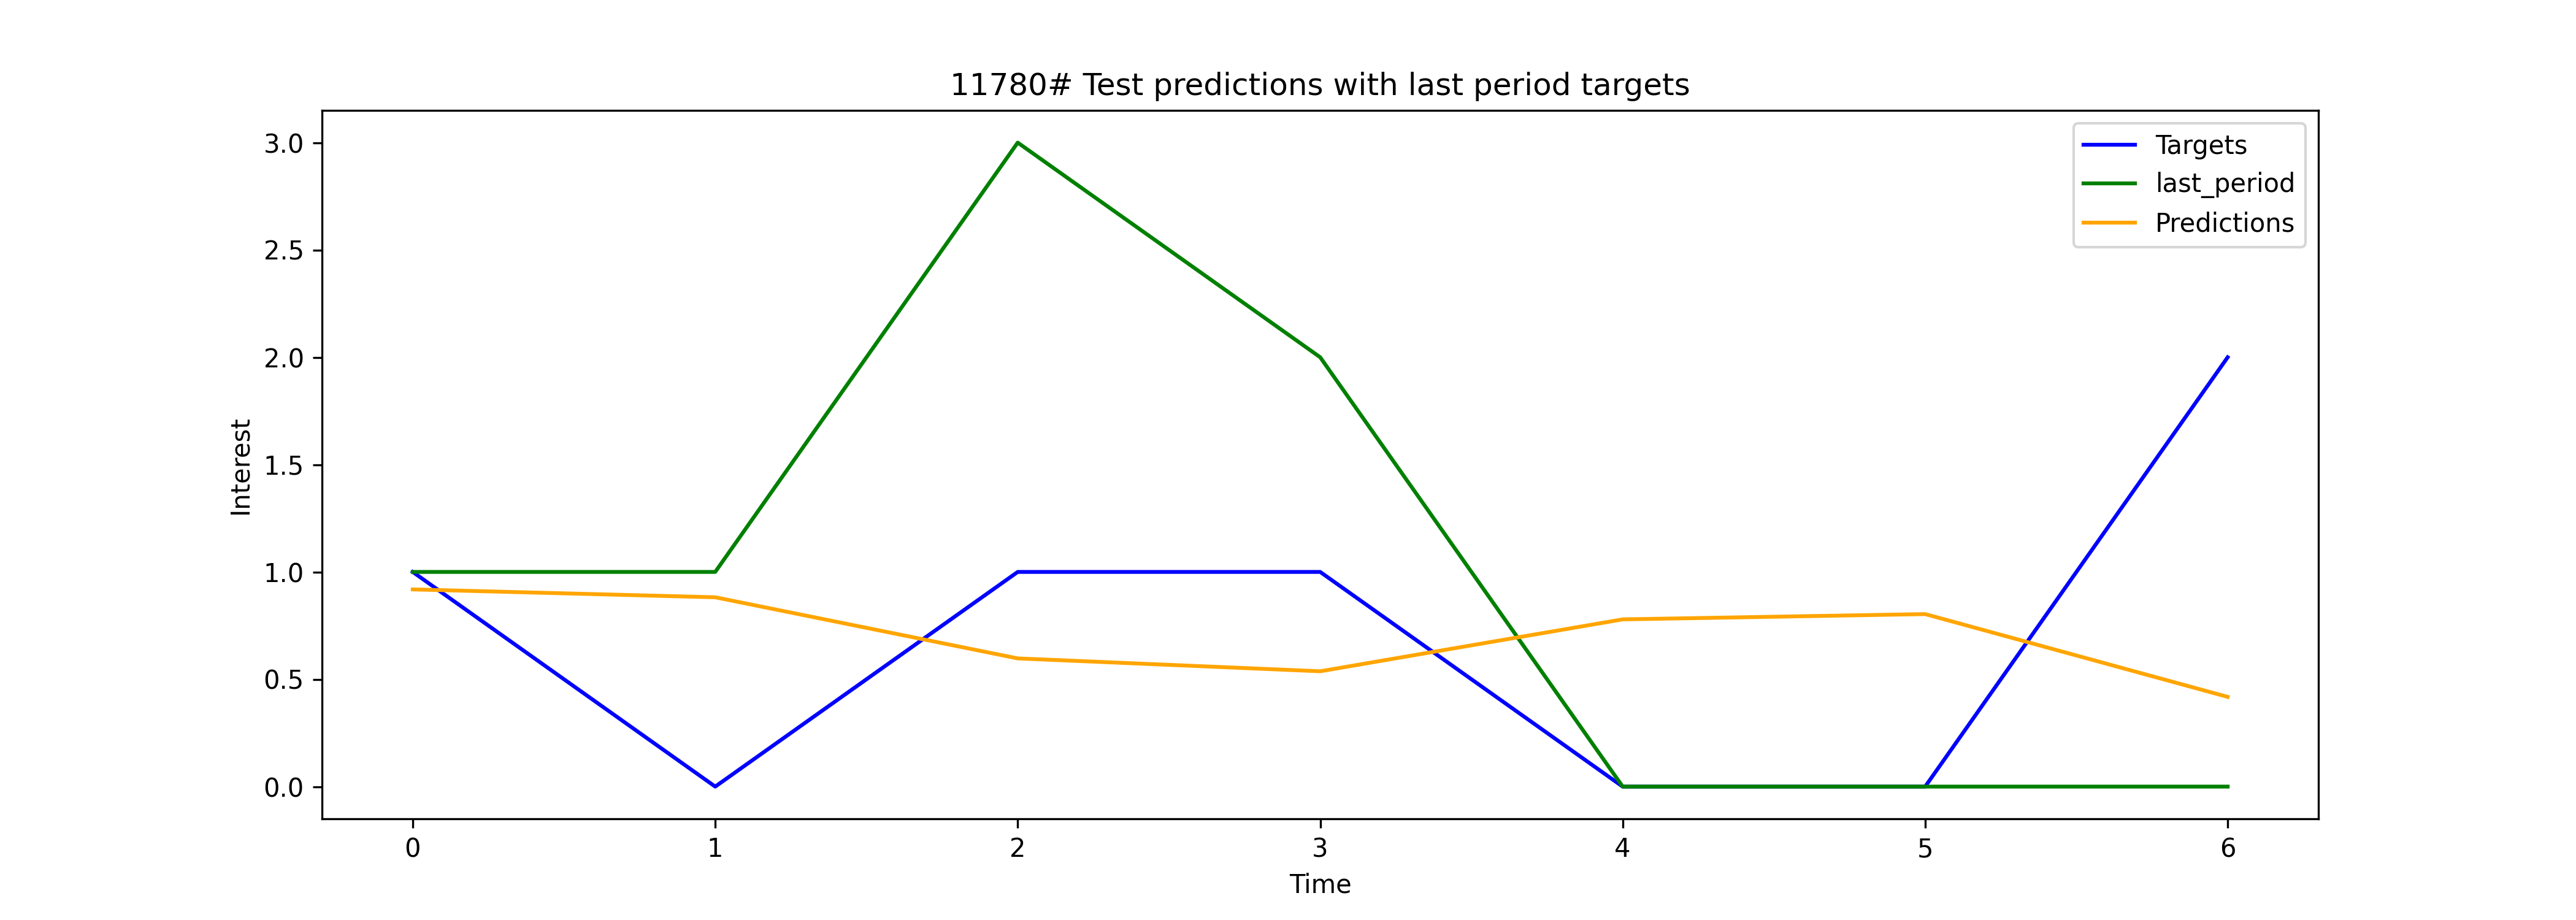 11780# Test predictions with last period targets
Targets
last_period
Predictions
3.0
2.5
2.0
1.5
1.0
0.5
0.0
Interest
0 1 2 3 4 5 6
Time